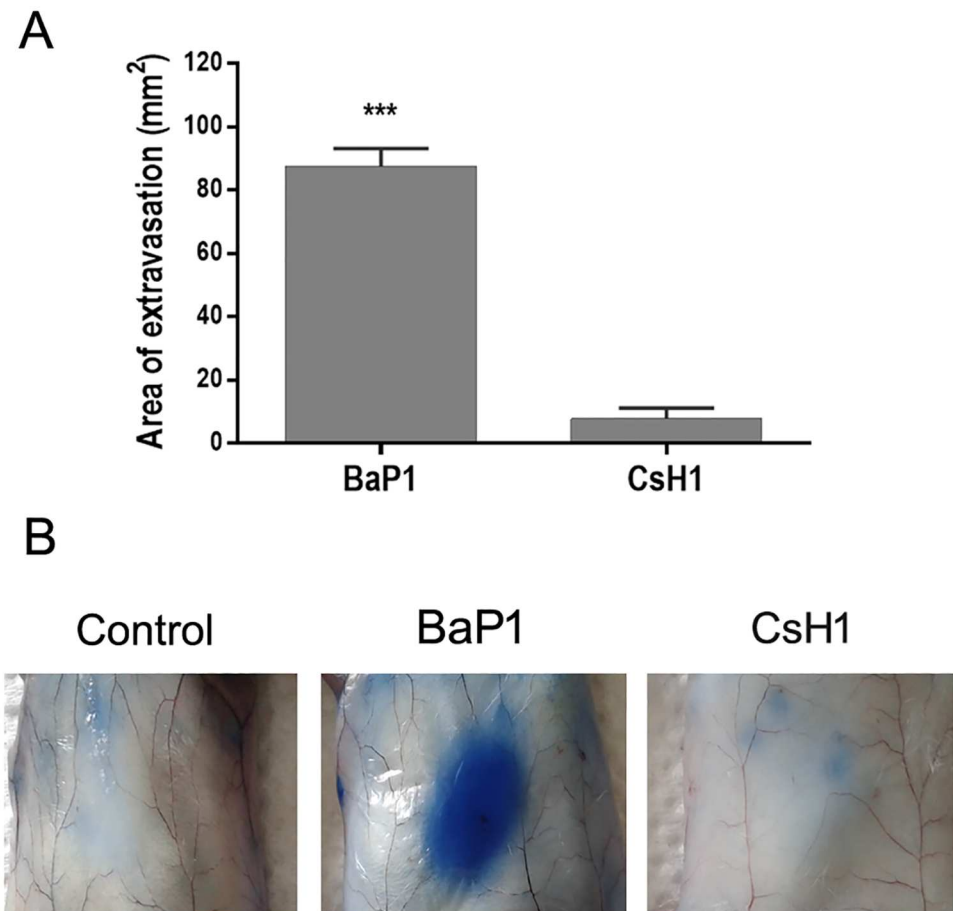 A
Area of extravasation (mm²)
120
100
80
60
40
20
0
***
BaP1 CsH1
B
Control BaP1 CsH1